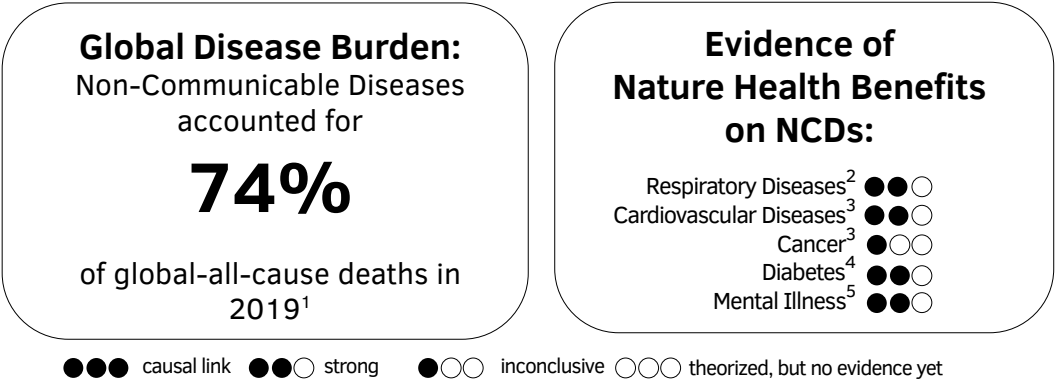 Global Disease Burden:
Non-Communicable Diseases
accounted for
74%
of global-all-cause deaths in
2019¹
Evidence of
Nature Health Benefits
on NCDs:
Respiratory Diseases² ●●○
Cardiovascular Diseases³ ●●○
Cancer³ ●○○
Diabetes⁴ ●●○
Mental Illness⁵ ●●○
●●● causal link ●●○ strong ●○○ inconclusive ○○○ theorized, but no evidence yet